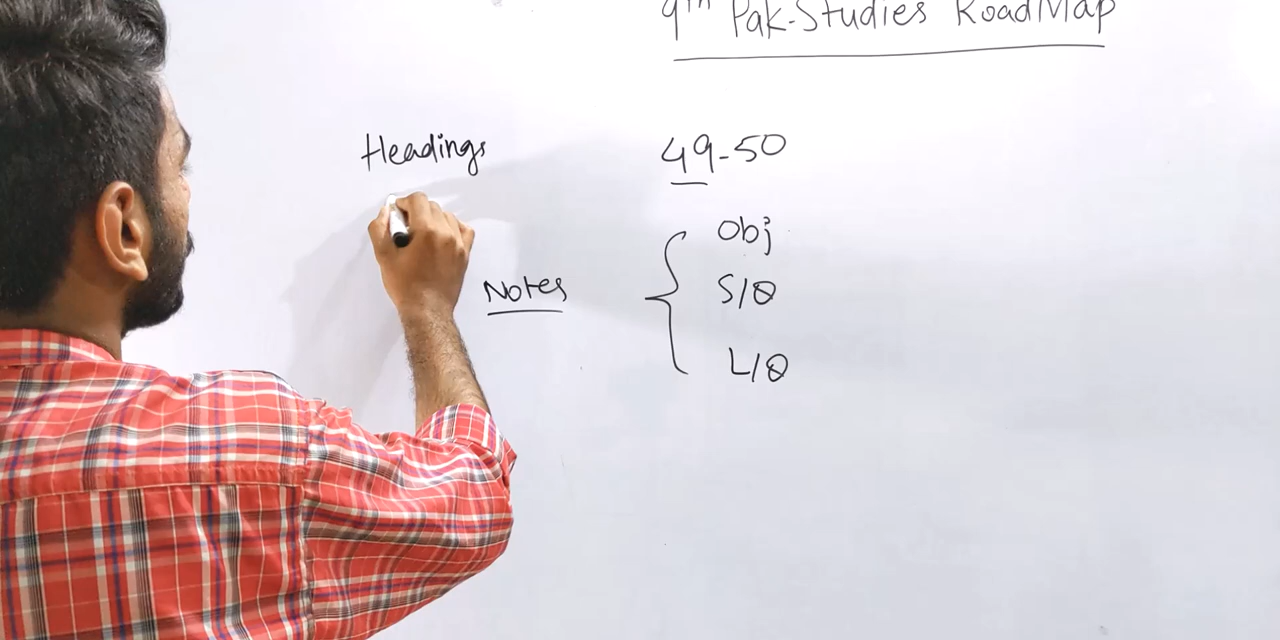 9th Pak-Studies RoadMap
Headings
49-50
Obj
Notes
S/Q
L/Q